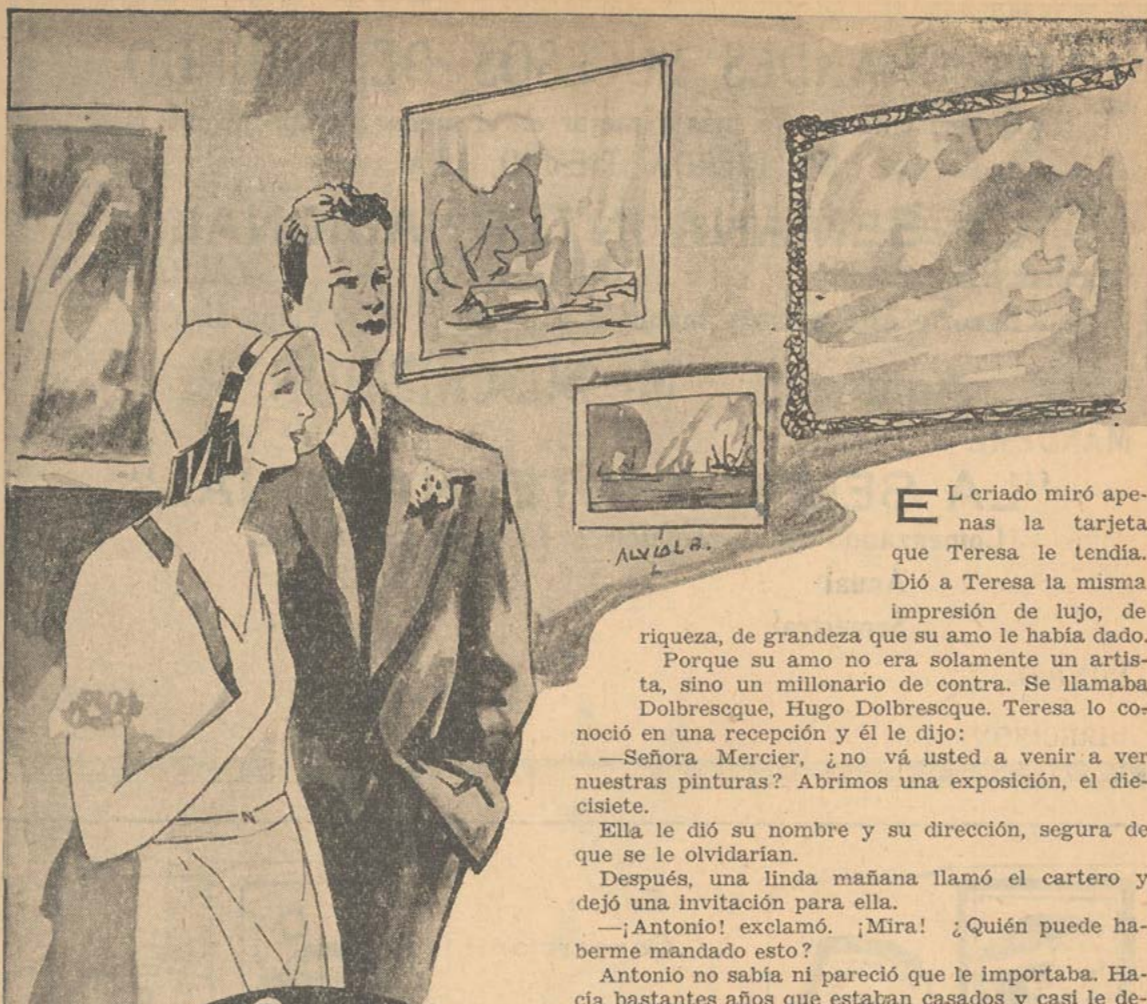 ALVIAL B.
EL criado miró ape-
nas la tarjeta
que Teresa le tendía.
Dió a Teresa la misma
impresión de lujo, de
riqueza, de grandeza que su amo le había dado.
Porque su amo no era solamente un artis-
ta, sino un millonario de contra. Se llamaba
Dolbrescque, Hugo Dolbrescque. Teresa lo co-
noció en una recepción y él le dijo:
—Señora Mercier, ¿no vá usted a venir a ver
nuestras pinturas? Abrimos una exposición, el die-
cisiete.
Ella le dió su nombre y su dirección, segura de
que se le olvidarían.
Después, una linda mañana llamó el cartero y
dejó una invitación para ella.
—¡Antonio! exclamó. ¡Mira! ¿Quién puede ha-
berme mandado esto?
Antonio no sabía ni pareció que le importaba. Ha-
cía bastantes años que estaban casados y casi le de-